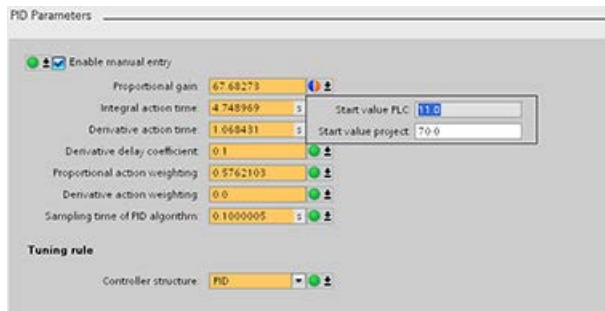 PID Parameters
Enable manual entry
Proportional gain: 67.68273
Integral action time: 4.748969 s
Start value PLC: 11.0
Derivative action time: 1.068431 s
Start value project: 70.0
Derivative delay coefficient: 0.1
Proportional action weighting: 0.5762103
Derivative action weighting: 0.0
Sampling time of PID algorithm: 0.1000005 s
Tuning rule
Controller structure: PID